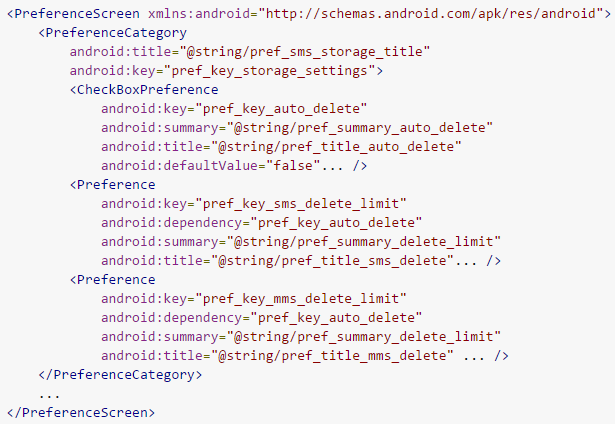 <PreferenceScreen xmlns:android="http://schemas.android.com/apk/res/android">
    <PreferenceCategory
        android:title="@string/pref_sms_storage_title"
        android:key="pref_key_storage_settings">
        <CheckBoxPreference
            android:key="pref_key_auto_delete"
            android:summary="@string/pref_summary_auto_delete"
            android:title="@string/pref_title_auto_delete"
            android:defaultValue="false"... />
        <Preference
            android:key="pref_key_sms_delete_limit"
            android:dependency="pref_key_auto_delete"
            android:summary="@string/pref_summary_delete_limit"
            android:title="@string/pref_title_sms_delete"... />
        <Preference
            android:key="pref_key_mms_delete_limit"
            android:dependency="pref_key_auto_delete"
            android:summary="@string/pref_summary_delete_limit"
            android:title="@string/pref_title_mms_delete" ... />
    </PreferenceCategory>
    ...
</PreferenceScreen>